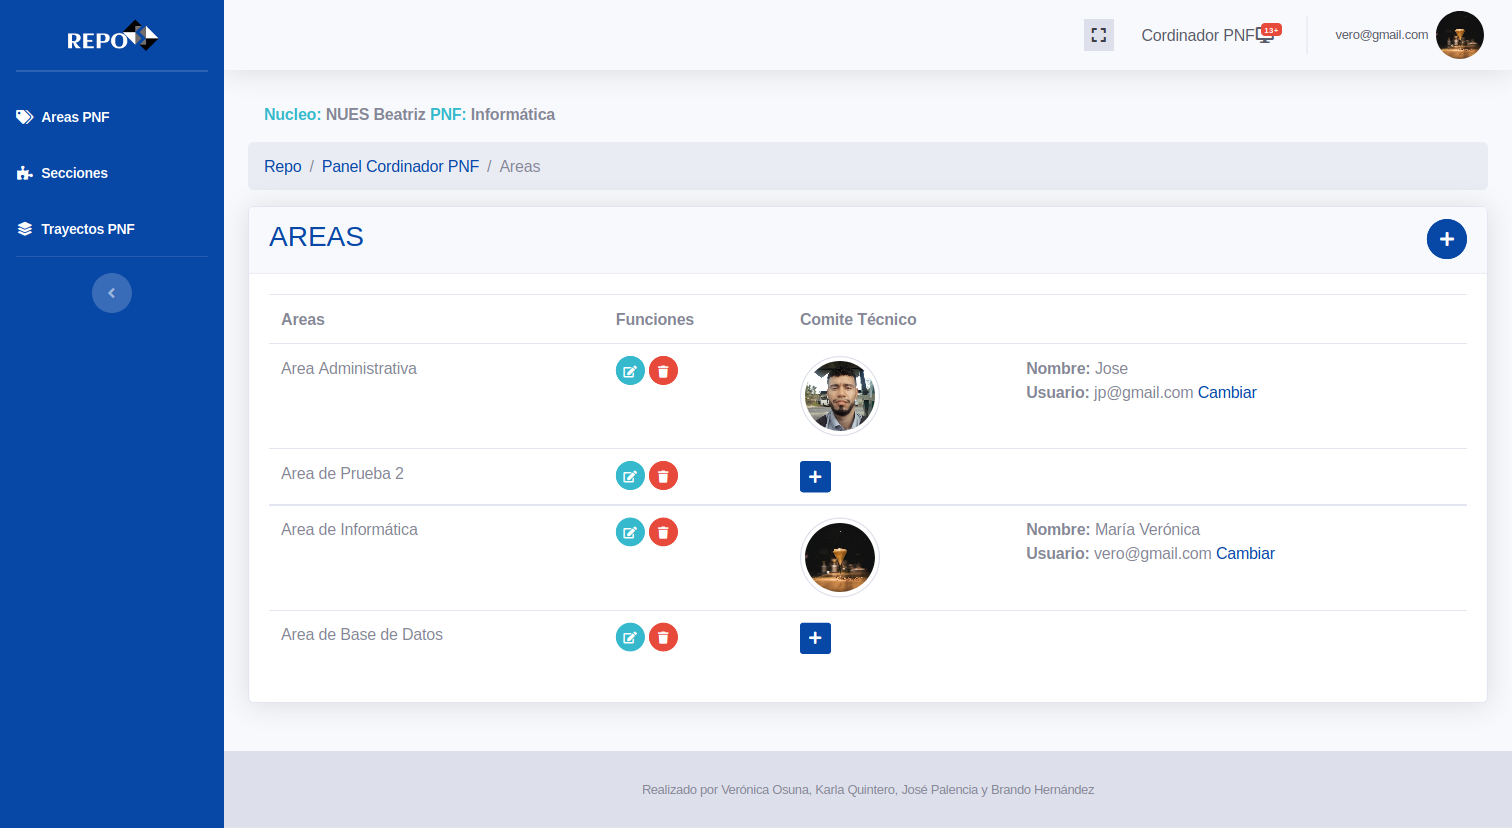 REPO
Cordinador PNF
13+
vero@gmail.com
Areas PNF
Secciones
Trayectos PNF
Nucleo: NUES Beatriz PNF: Informática
Repo / Panel Cordinador PNF / Areas
AREAS
Areas Funciones Comite Técnico
Area Administrativa
Nombre: Jose
Usuario: jp@gmail.com Cambiar
Area de Prueba 2
Area de Informática
Nombre: María Verónica
Usuario: vero@gmail.com Cambiar
Area de Base de Datos
Realizado por Verónica Osuna, Karla Quintero, José Palencia y Brando Hernández